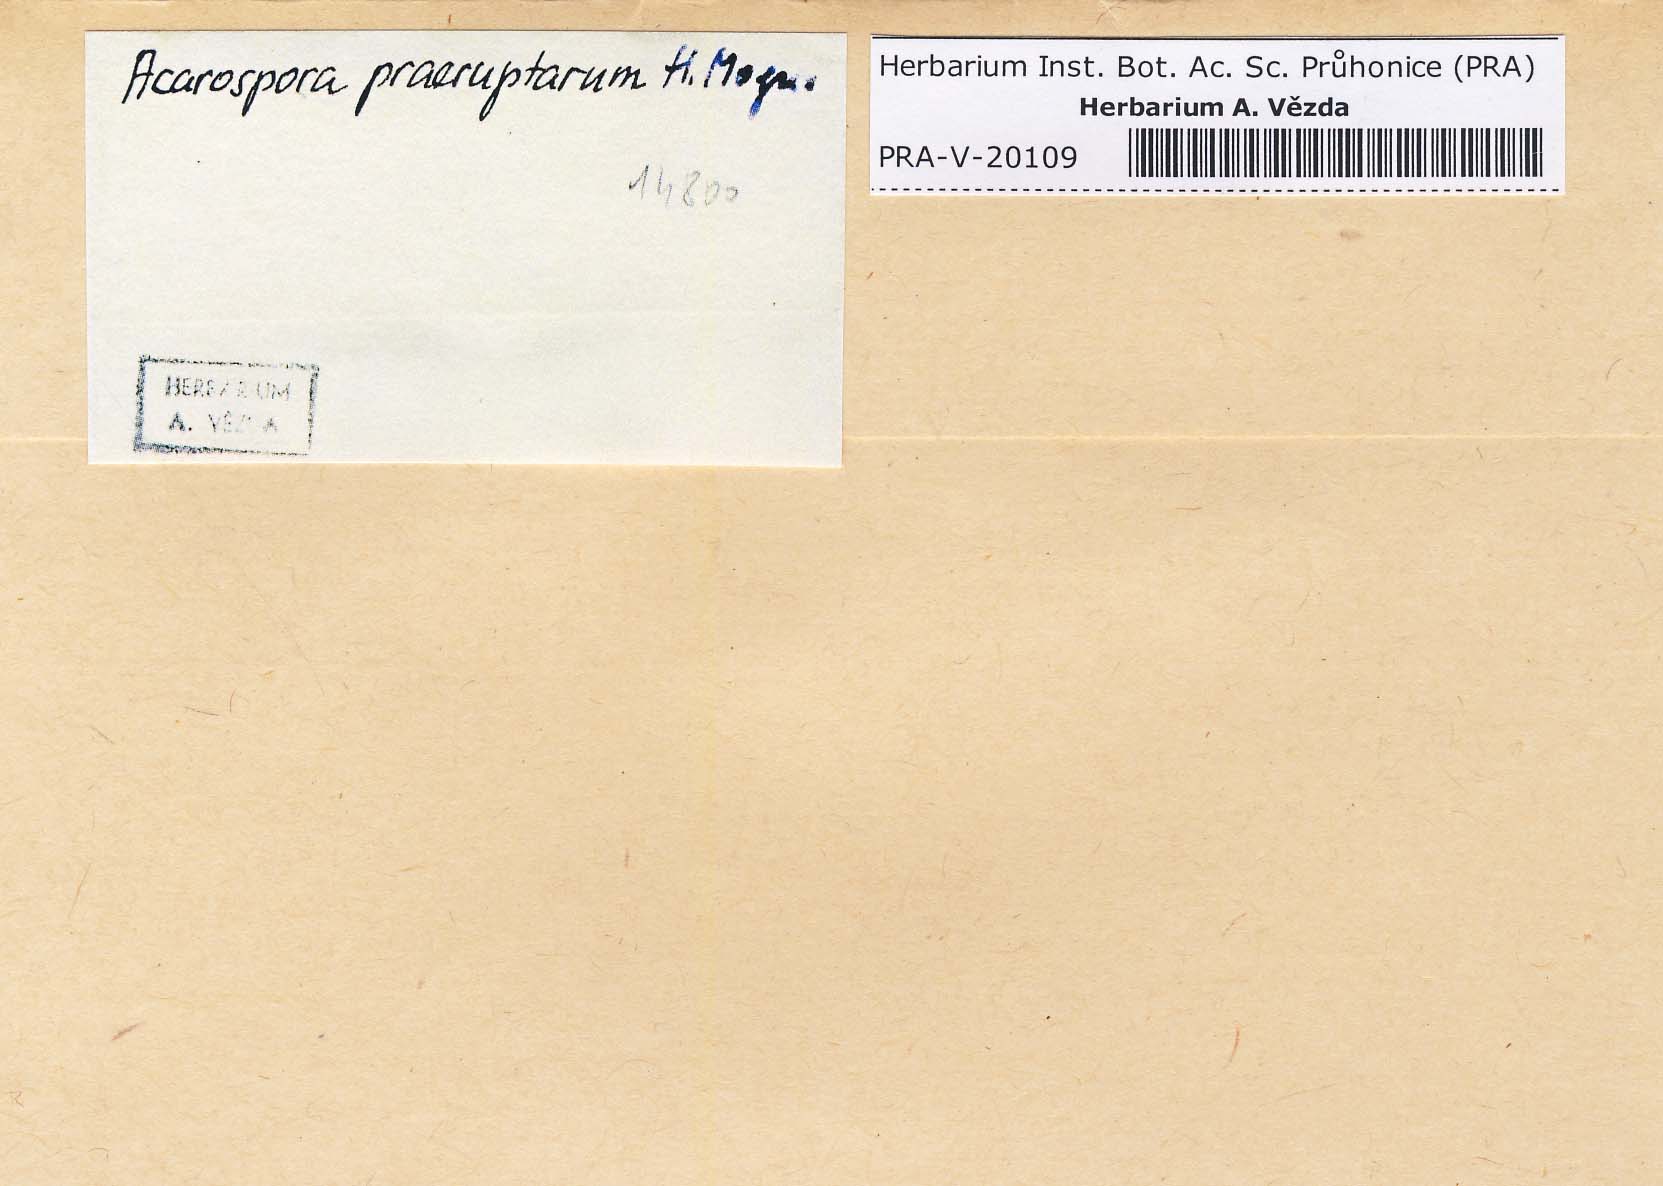 Acarospora praeruptarum H. Magn.
14800
HERBARIUM
A. VĚZDA
Herbarium Inst. Bot. Ac. Sc. Průhonice (PRA)
Herbarium A. Vězda
PRA-V-20109